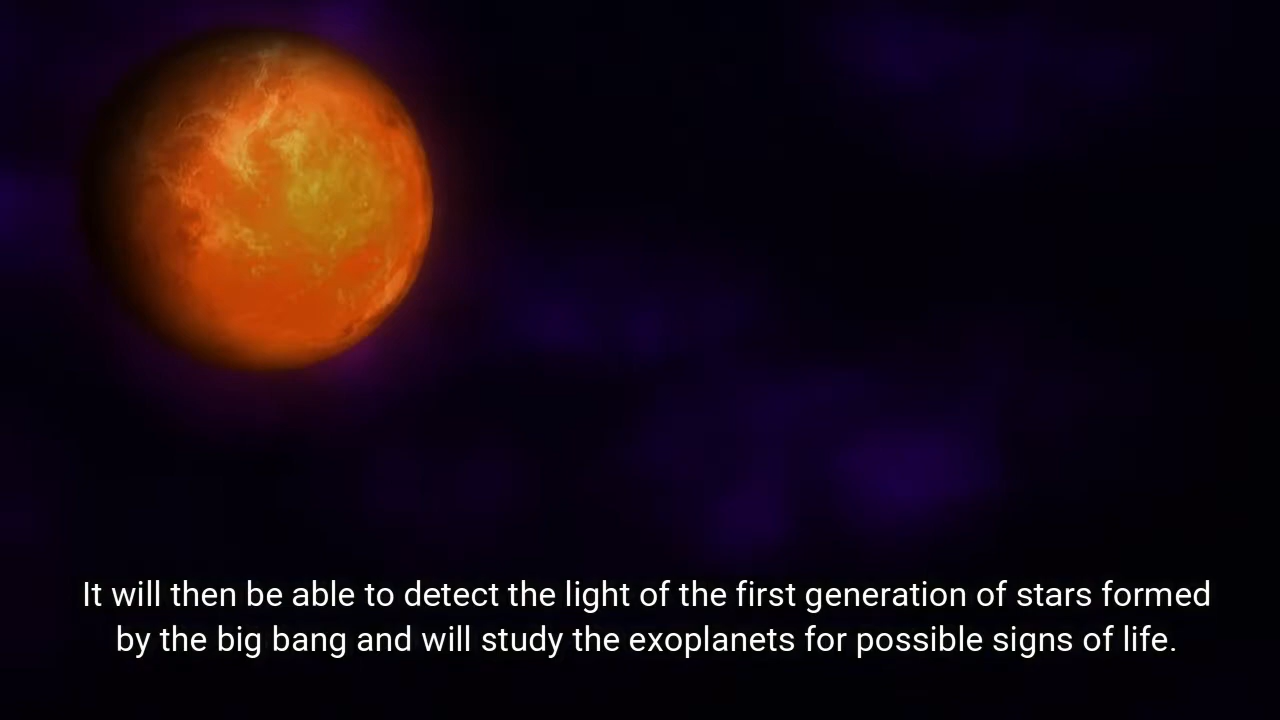 It will then be able to detect the light of the first generation of stars formed
by the big bang and will study the exoplanets for possible signs of life.